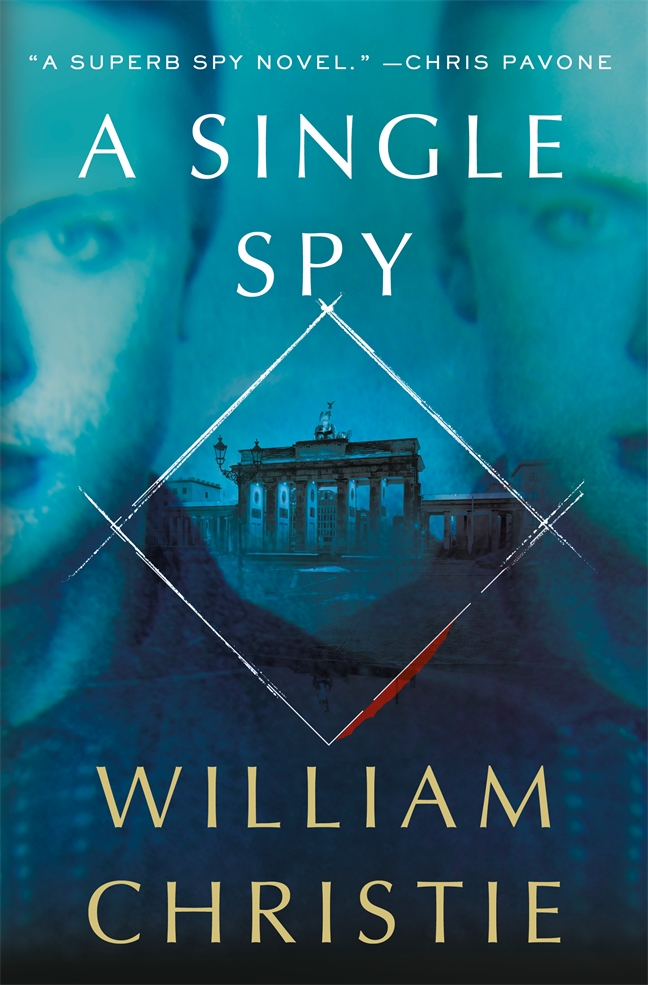 “A SUPERB SPY NOVEL.” —CHRIS PAVONE
A SINGLE
SPY
WILLIAM
CHRISTIE